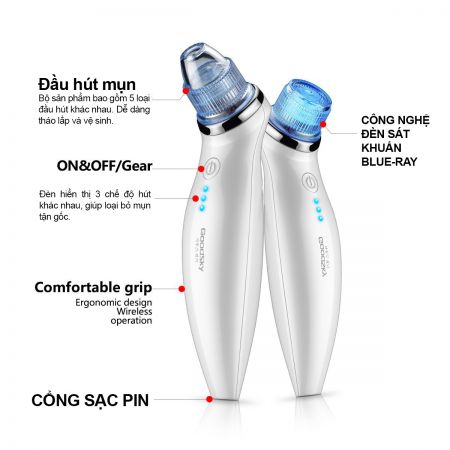 Đầu hút mụn
Bộ sản phẩm bao gồm 5 loại
đầu hút khác nhau. Dễ dàng
tháo lắp và vệ sinh.
CÔNG NGHỆ
ĐÈN SÁT
KHUẨN
BLUE-RAY
ON&OFF/Gear
Đèn hiển thị 3 chế độ hút
khác nhau, giúp loại bỏ mụn
tận gốc.
Comfortable grip
Ergonomic design
Wireless
operation
CỔNG SẠC PIN